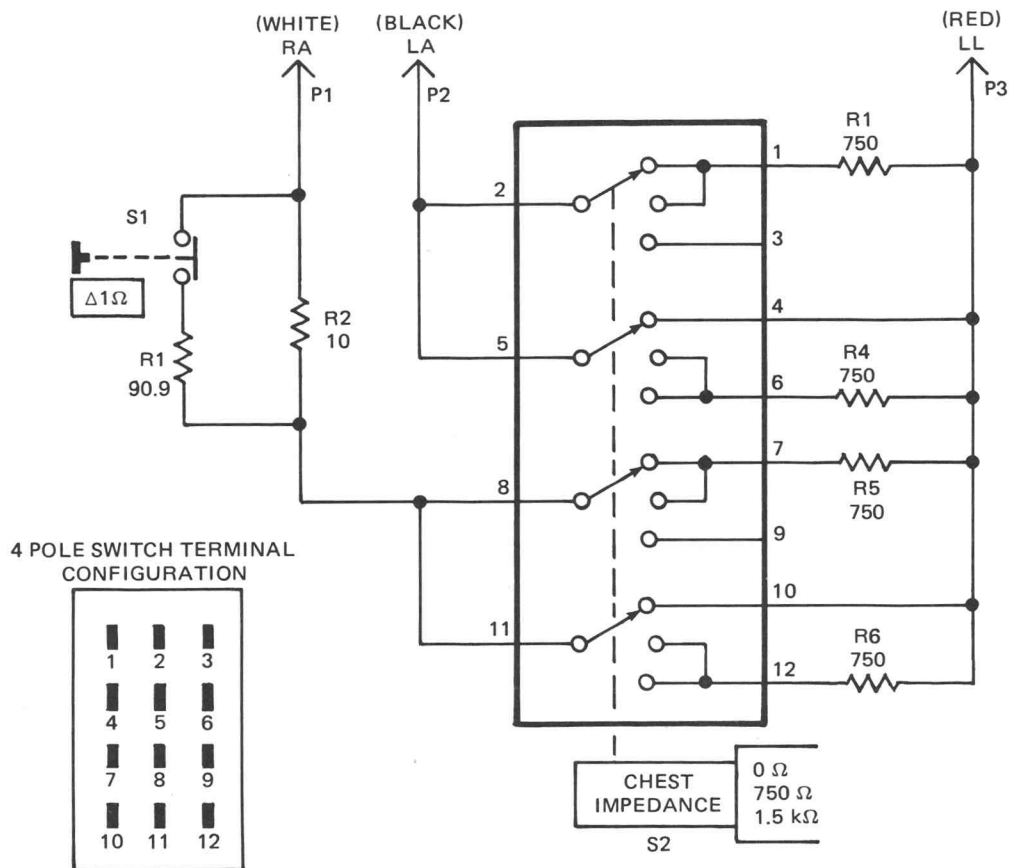 (WHITE)
RA
P1
(BLACK)
LA
P2
(RED)
LL
P3
S1
Δ1Ω
R1
90.9
R2
10
2
5
8
11
1
3
4
6
7
9
10
12
R1
750
R4
750
R5
750
R6
750
4 POLE SWITCH TERMINAL
CONFIGURATION
1 2 3
4 5 6
7 8 9
10 11 12
CHEST
IMPEDANCE
S2
0 Ω
750 Ω
1.5 kΩ